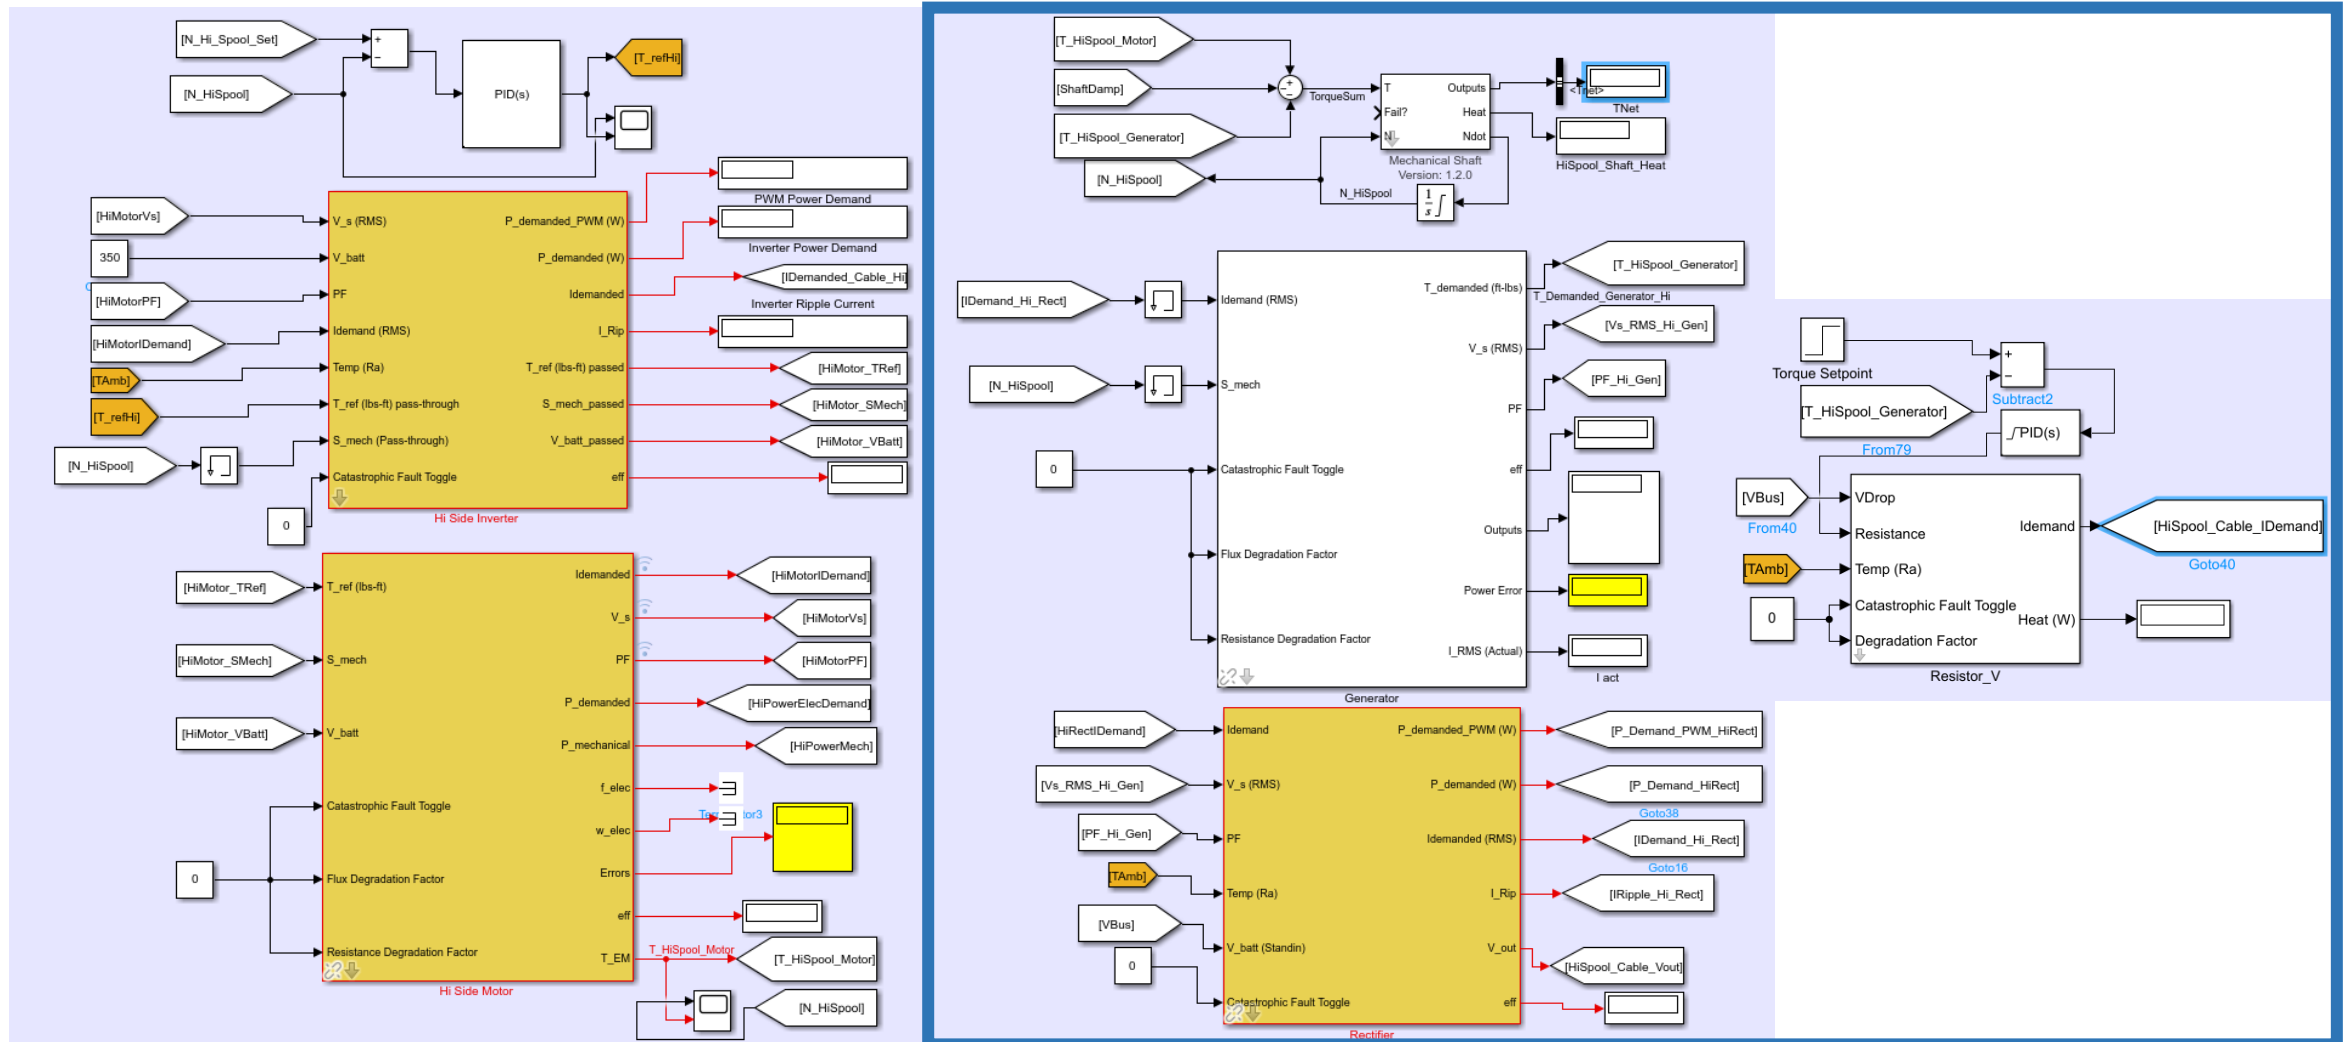 [N_Hi_Spool_Set]
+
−
[N_HiSpool]
PID(s)
[T_refHi]
PWM Power Demand
Inverter Power Demand
[IDemanded_Cable_Hi]
Inverter Ripple Current
[HiMotorVs]
350
[HiMotorPF]
[HiMotorIDemand]
[TAmb]
[T_refHi]
[N_HiSpool]
0
V_s (RMS)
V_batt
PF
Idemand (RMS)
Temp (Ra)
T_ref (lbs-ft) pass-through
S_mech (Pass-through)
Catastrophic Fault Toggle
P_demanded_PWM (W)
P_demanded (W)
Idemanded
I_Rip
T_ref (lbs-ft) passed
S_mech_passed
V_batt_passed
eff
[HiMotor_TRef]
[HiMotor_SMech]
[HiMotor_VBatt]
Hi Side Inverter
[HiMotor_TRef]
[HiMotor_SMech]
[HiMotor_VBatt]
0
T_ref (lbs-ft)
S_mech
V_batt
Catastrophic Fault Toggle
Flux Degradation Factor
Resistance Degradation Factor
Idemanded
V_s
PF
P_demanded
P_mechanical
f_elec
w_elec
Errors
eff
T_EM
[HiMotorIDemand]
[HiMotorVs]
[HiMotorPF]
[HiPowerElecDemand]
[HiPowerMech]
T_HiSpool_Motor
[T_HiSpool_Motor]
[N_HiSpool]
Hi Side Motor
[T_HiSpool_Motor]
[ShaftDamp]
[T_HiSpool_Generator]
[N_HiSpool]
+
−
−
TorqueSum
T
Fail?
N
Outputs
Heat
Ndot
Mechanical Shaft
Version: 1.2.0
N_HiSpool
1
s
<Tnet>
TNet
HiSpool_Shaft_Heat
[IDemand_Hi_Rect]
[N_HiSpool]
0
Idemand (RMS)
S_mech
Catastrophic Fault Toggle
Flux Degradation Factor
Resistance Degradation Factor
T_demanded (ft-lbs)
V_s (RMS)
PF
eff
Outputs
Power Error
I_RMS (Actual)
[T_HiSpool_Generator]
T_Demanded_Generator_Hi
[Vs_RMS_Hi_Gen]
[PF_Hi_Gen]
I act
Generator
[HiRectIDemand]
[Vs_RMS_Hi_Gen]
[PF_Hi_Gen]
[TAmb]
[VBus]
0
Idemand
V_s (RMS)
PF
Temp (Ra)
V_batt (Standin)
Catastrophic Fault Toggle
P_demanded_PWM (W)
P_demanded (W)
Idemanded (RMS)
I_Rip
V_out
eff
[P_Demand_PWM_HiRect]
[P_Demand_HiRect]
Goto38
[IDemand_Hi_Rect]
Goto16
[IRipple_Hi_Rect]
[HiSpool_Cable_Vout]
Rectifier
Torque Setpoint
+
−
Subtract2
[T_HiSpool_Generator]
From79
PID(s)
[VBus]
From40
[TAmb]
0
VDrop
Resistance
Temp (Ra)
Catastrophic Fault Toggle
Degradation Factor
Idemand
Heat (W)
[HiSpool_Cable_IDemand]
Goto40
Resistor_V